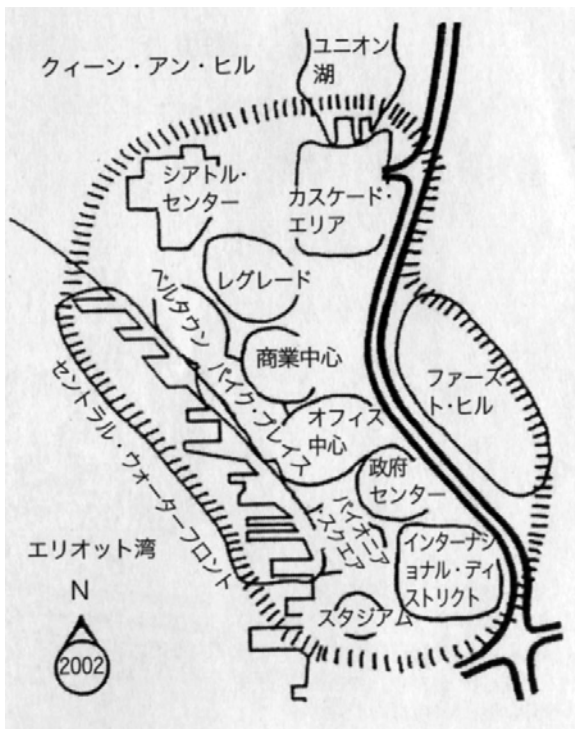 クィーン・アン・ヒル
ユニオン
湖
シアトル・
センター
カスケード・
エリア
レグレード
ベルタウン
商業中心
パイク・プレイス
ファース
ト・ヒル
オフィス
中心
セントラル・ウォーターフロント
政府
センター
パイオニア
・スクエア
インターナシ
ョナル・ディ
ストリクト
エリオット湾
スタジアム
N
2002